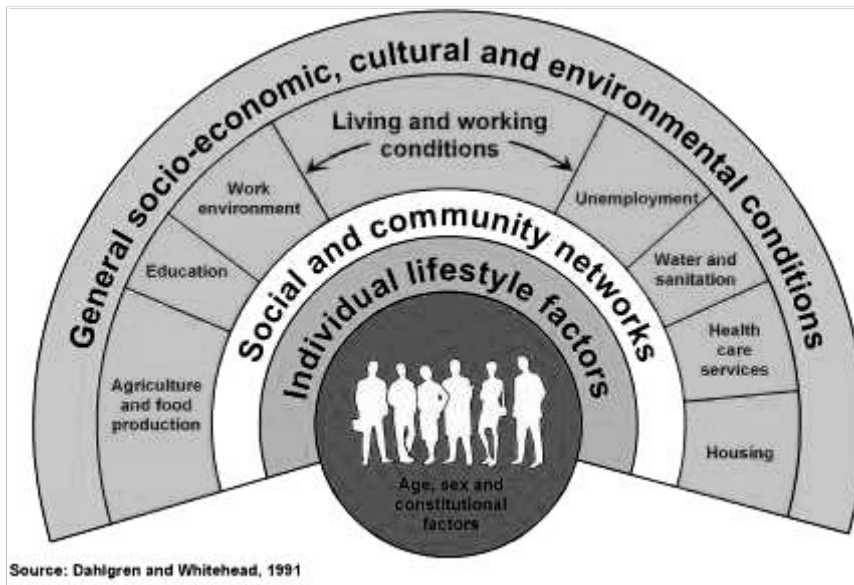 General socio-economic, cultural and environmental conditions
Living and working
conditions
Work
environment
Unemployment
Education
Water and
sanitation
Agriculture
and food
production
Health
care
services
Housing
Social and community networks
Individual lifestyle factors
Age, sex and
constitutional
factors
Source: Dahlgren and Whitehead, 1991